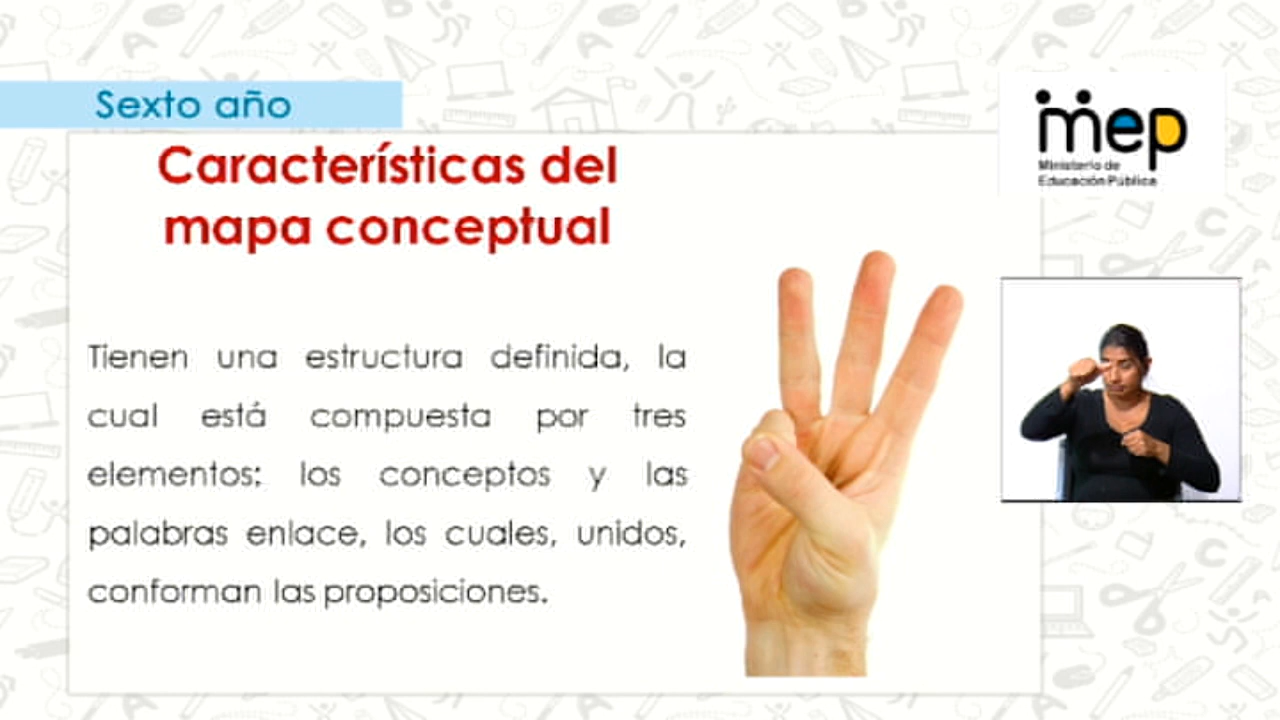 Sexto año
Características del
mapa conceptual
mep
Ministerio de
Educación Pública
Tienen una estructura definida, la
cual está compuesta por tres
elementos: los conceptos y las
palabras enlace, los cuales, unidos,
conforman las proposiciones.